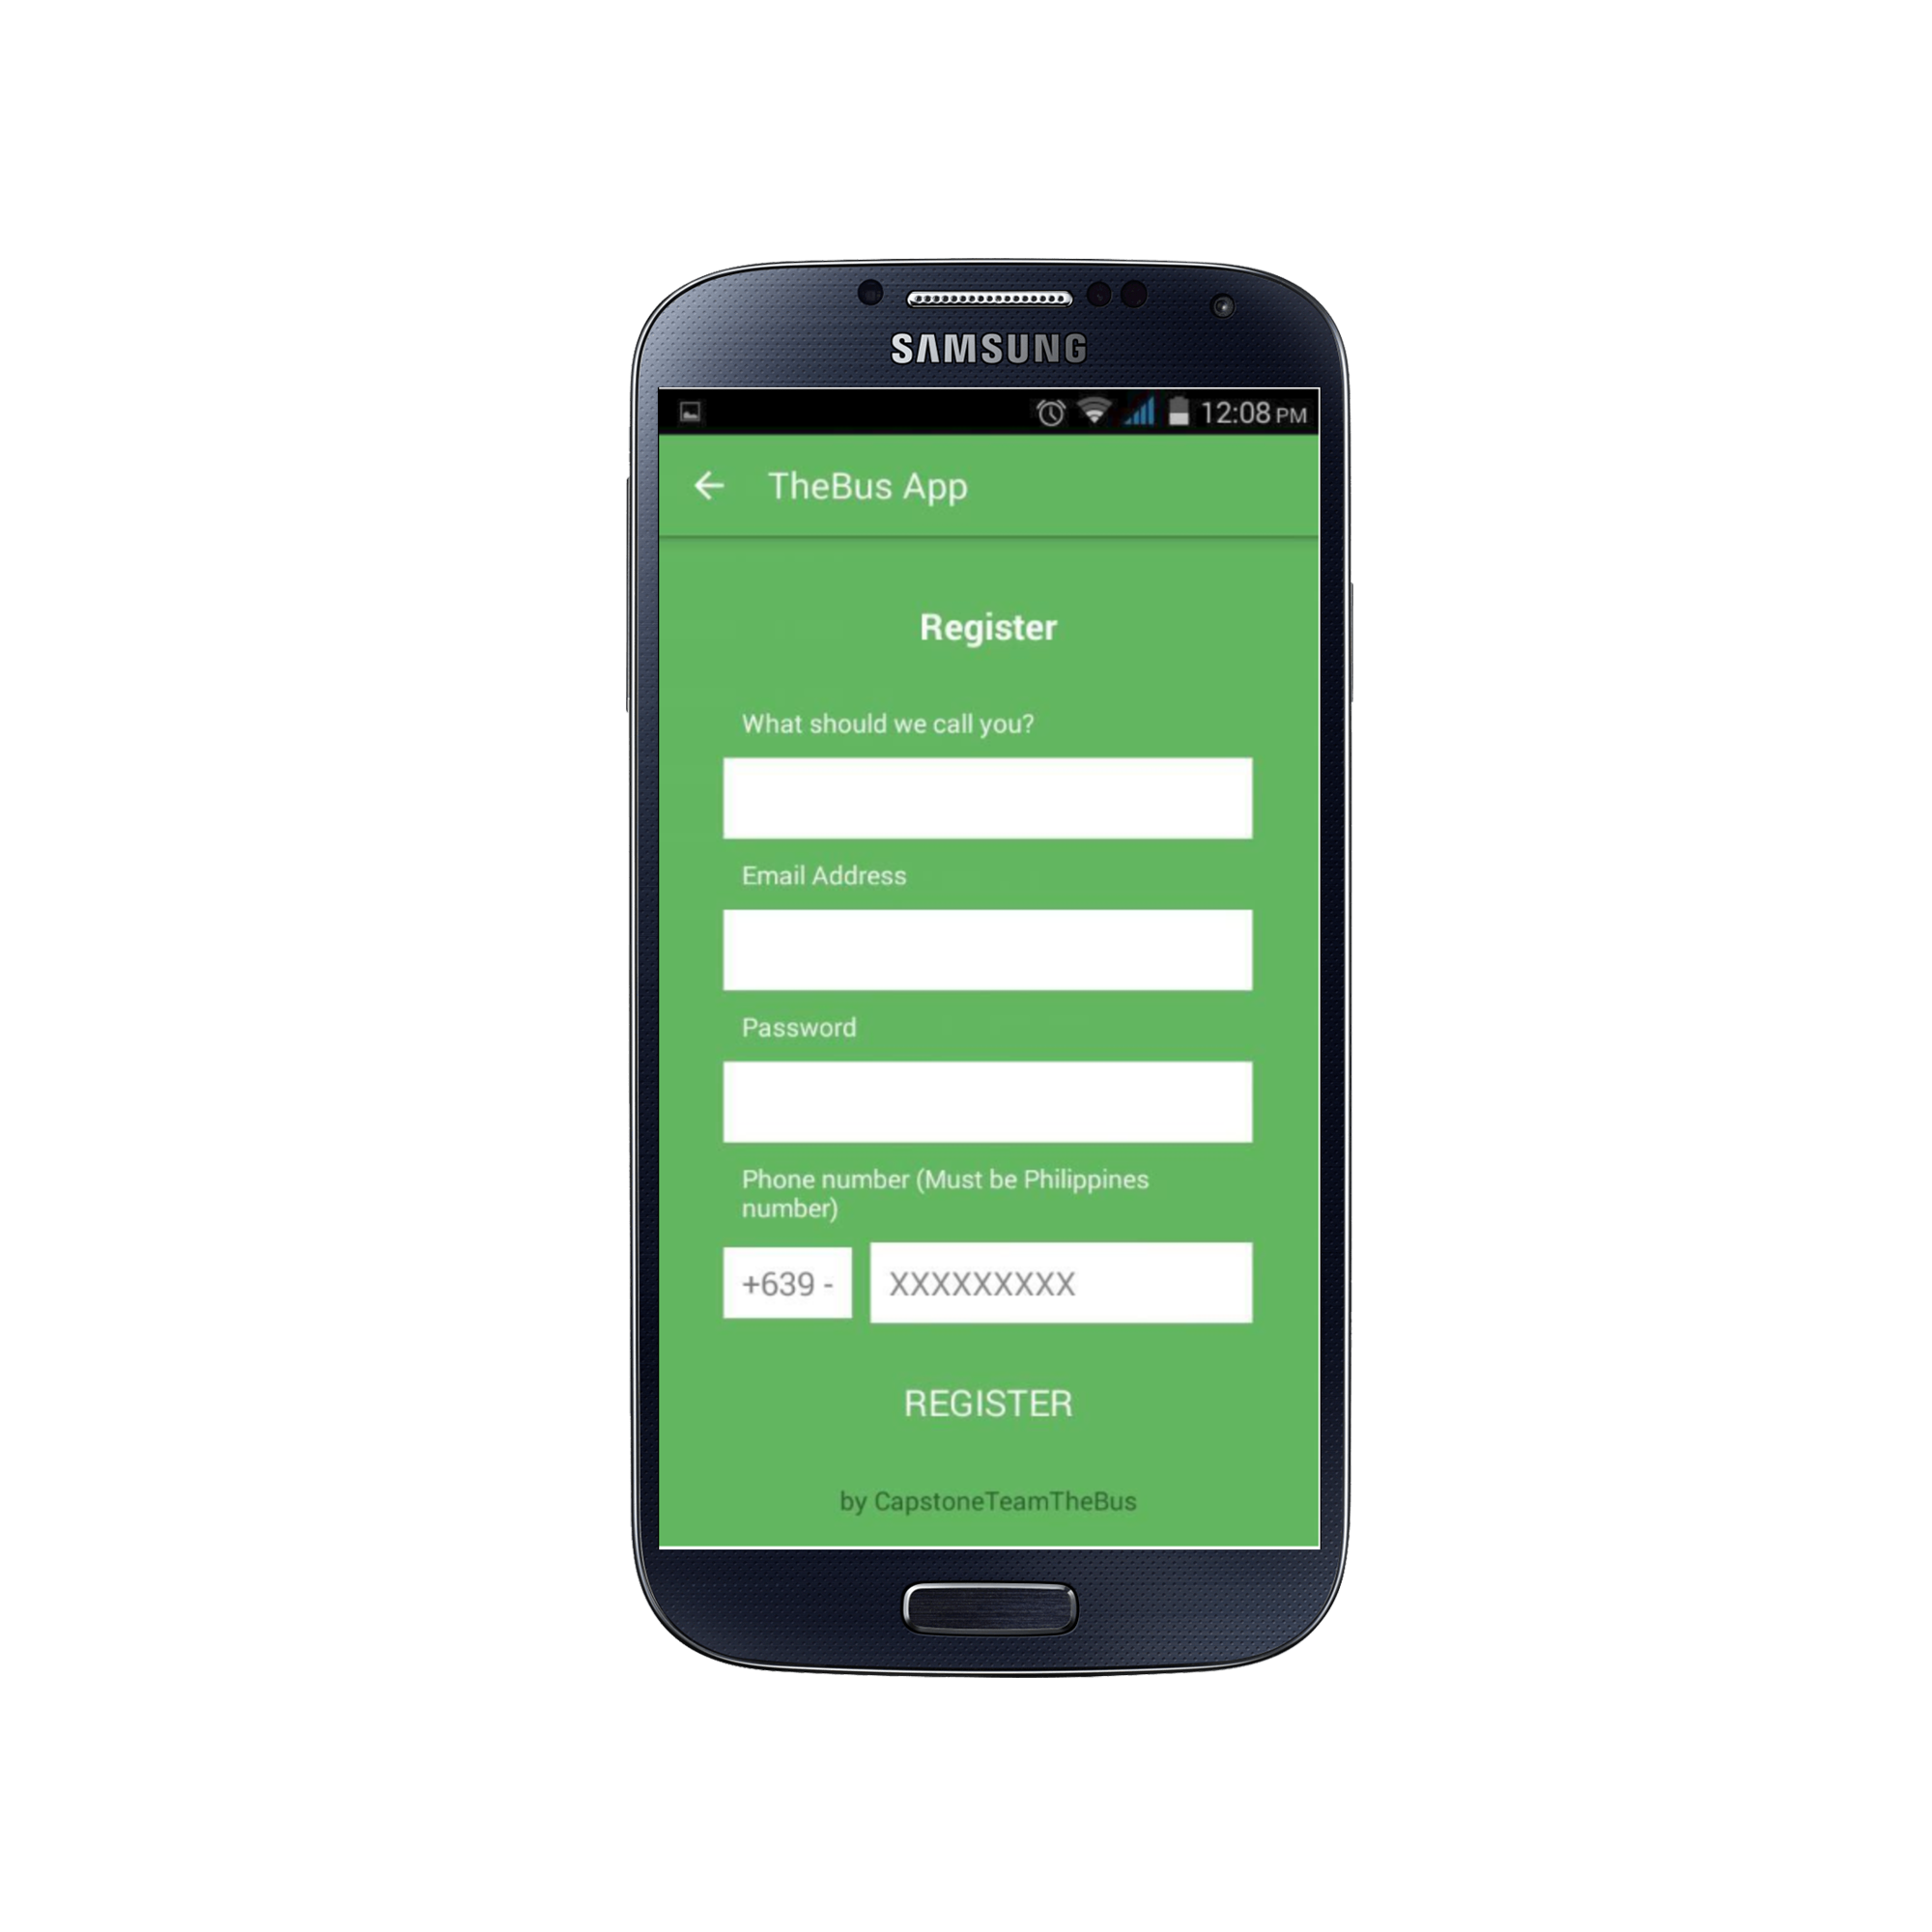 SAMSUNG
12:08 PM
TheBus App
Register
What should we call you?
Email Address
Password
Phone number (Must be Philippines
number)
+639 - XXXXXXXXX
REGISTER
by CapstoneTeamTheBus